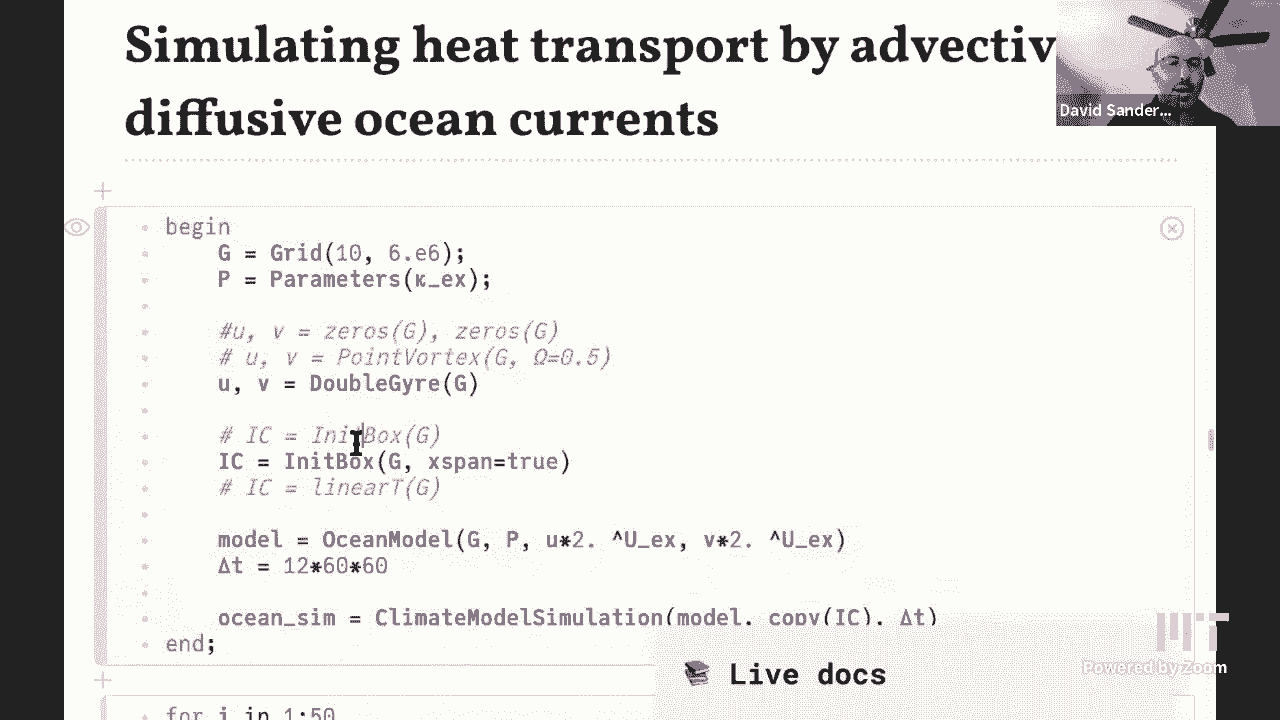 Simulating heat transport by advectiv
diffusive ocean currents
David Sander...
begin
G = Grid(10, 6.e6);
P = Parameters(κ_ex);
#u, v = zeros(G), zeros(G)
# u, v = PointVortex(G, Ω=0.5)
u, v = DoubleGyre(G)
# IC = InitBox(G)
IC = InitBox(G, xspan=true)
# IC = linearT(G)
model = OceanModel(G, P, u*2. ^U_ex, v*2. ^U_ex)
Δt = 12*60*60
ocean_sim = ClimateModelSimulation(model, copy(IC), Δt)
end;
for i in 1:50
Live docs
MIT
Powered by Zoom